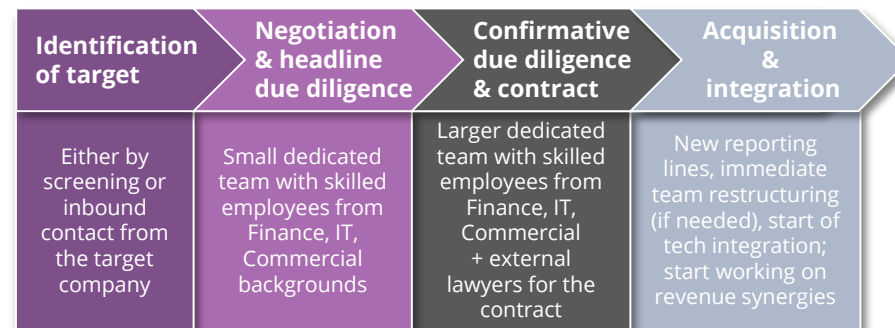 Identification
of target
Negotiation
& headline
due diligence
Confirmative
due diligence
& contract
Acquisition
&
integration
Either by
screening or
inbound
contact from
the target
company
Small dedicated
team with skilled
employees from
Finance, IT,
Commercial
backgrounds
Larger dedicated
team with skilled
employees from
Finance, IT,
Commercial
+ external
lawyers for the
contract
New reporting
lines, immediate
team restructuring
(if needed), start of
tech integration;
start working on
revenue synergies